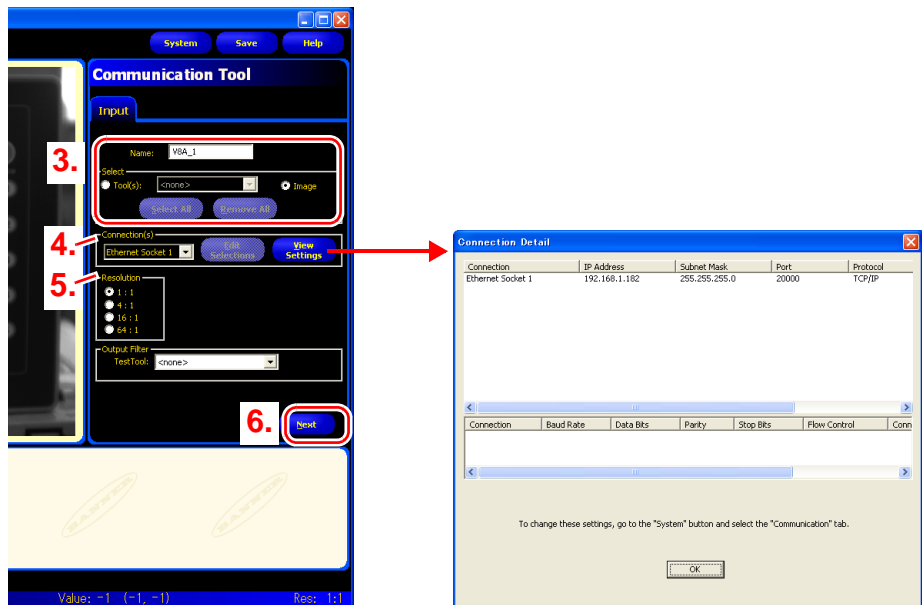 System Save Help
Communication Tool
Input
3.
Name: V8A_1
Select
Tool(s): <none> Image
Select All Remove All
4.
Connection(s)
Ethernet Socket 1 Edit Selections View Settings
5.
Resolution
1 : 1
4 : 1
16 : 1
64 : 1
Output Filter
TestTool: <none>
6.
Next
BANNER BANNER
Value: -1 (-1, -1) Res: 1:1
Connection Detail
Connection IP Address Subnet Mask Port Protocol
Ethernet Socket 1 192.168.1.182 255.255.255.0 20000 TCP/IP
Connection Baud Rate Data Bits Parity Stop Bits Flow Control Conn
To change these settings, go to the "System" button and select the "Communication" tab.
OK